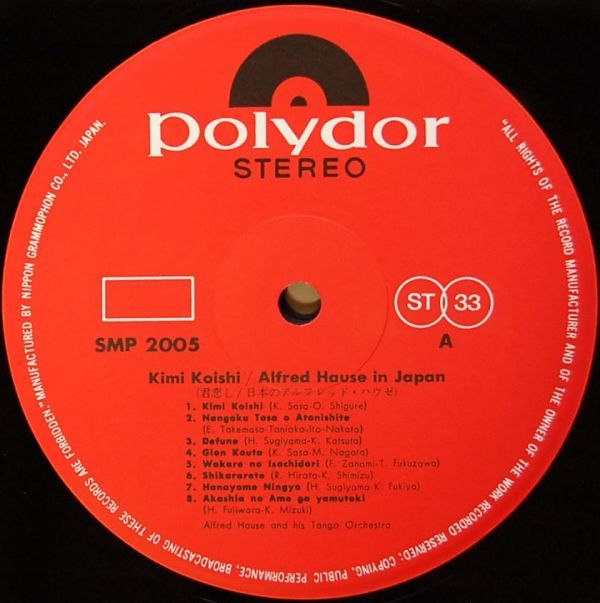 polydor
STEREO
ST 33
SMP 2005
A
Kimi Koishi / Alfred Hause in Japan
(君恋し/日本のアルフレッド・ハウゼ)
1. Kimi Koishi (K. Sasa-O. Shigure)
2. Nangoku Tosa o Atonishite
(E. Takemasa-Tanioka-Ito-Nakata)
3. Defune (H. Sugiyama-K. Katsuta)
4. Gion Kouta (K. Sasa-M. Nagata)
5. Wakare no Isochidori (E. Zanami-T. Fukuzawa)
6. Shikararete (R. Hirota-K. Shimizu)
7. Hanayome Ningyo (H. Sugiyama-K. Fukiya)
8. Akashia no Ame ga yamutoki
(H. Fujiwara-K. Mizuki)
Alfred Hause and his Tango Orchestra
"ALL RIGHTS OF THE RECORD MANUFACTURER AND OF THE OWNER OF THE WORK RECORDED RESERVED; COPYING, PUBLIC PERFORMANCE, BROADCASTING OF THESE RECORDS ARE FORBIDDEN." MANUFACTURED BY NIPPON GRAMMOPHON CO., LTD. JAPAN.